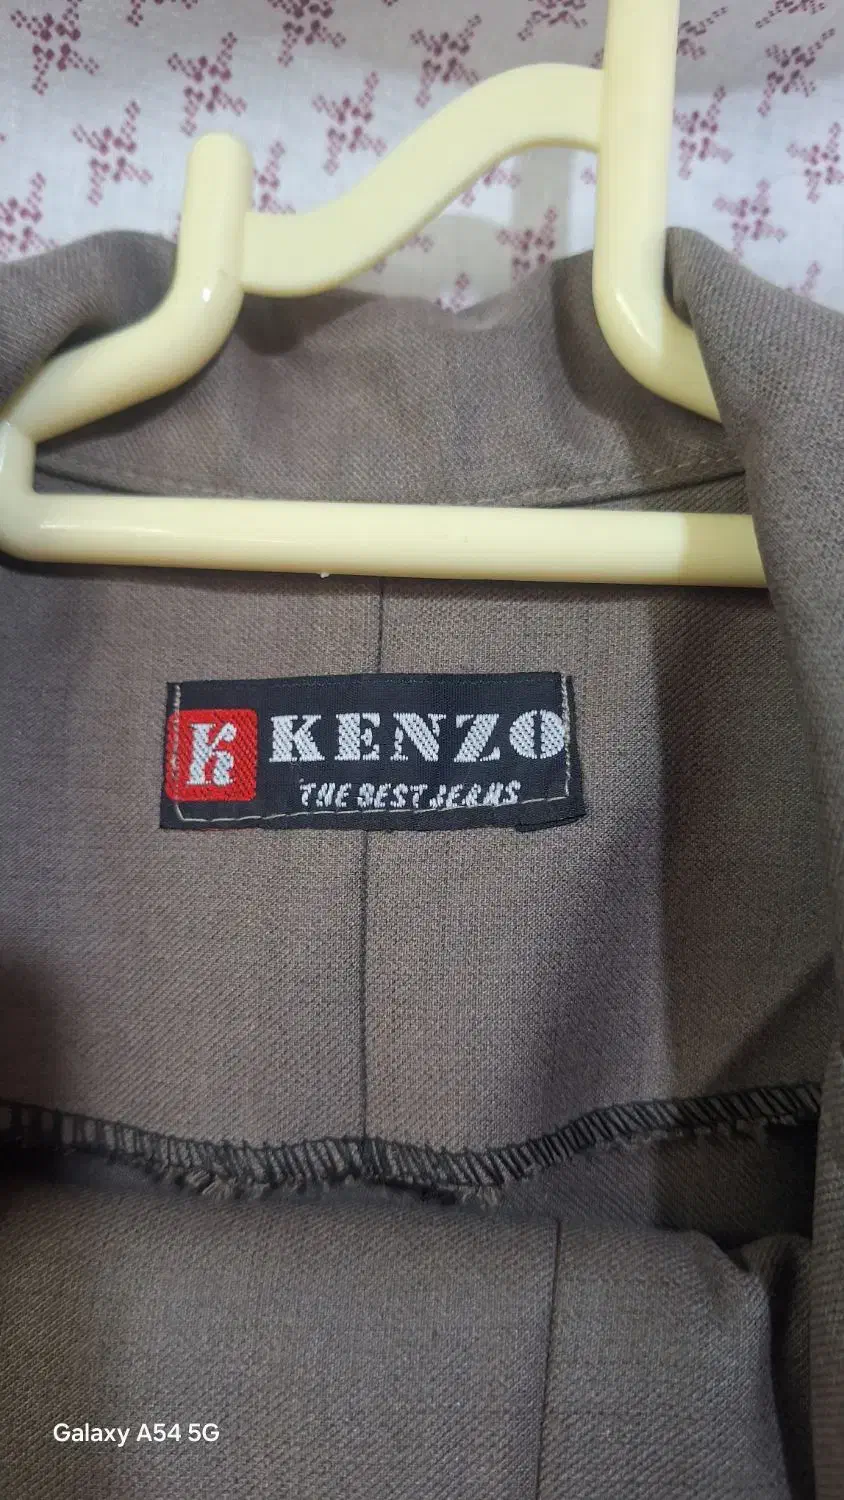 K KENZO
THE BEST JEANS
Galaxy A54 5G